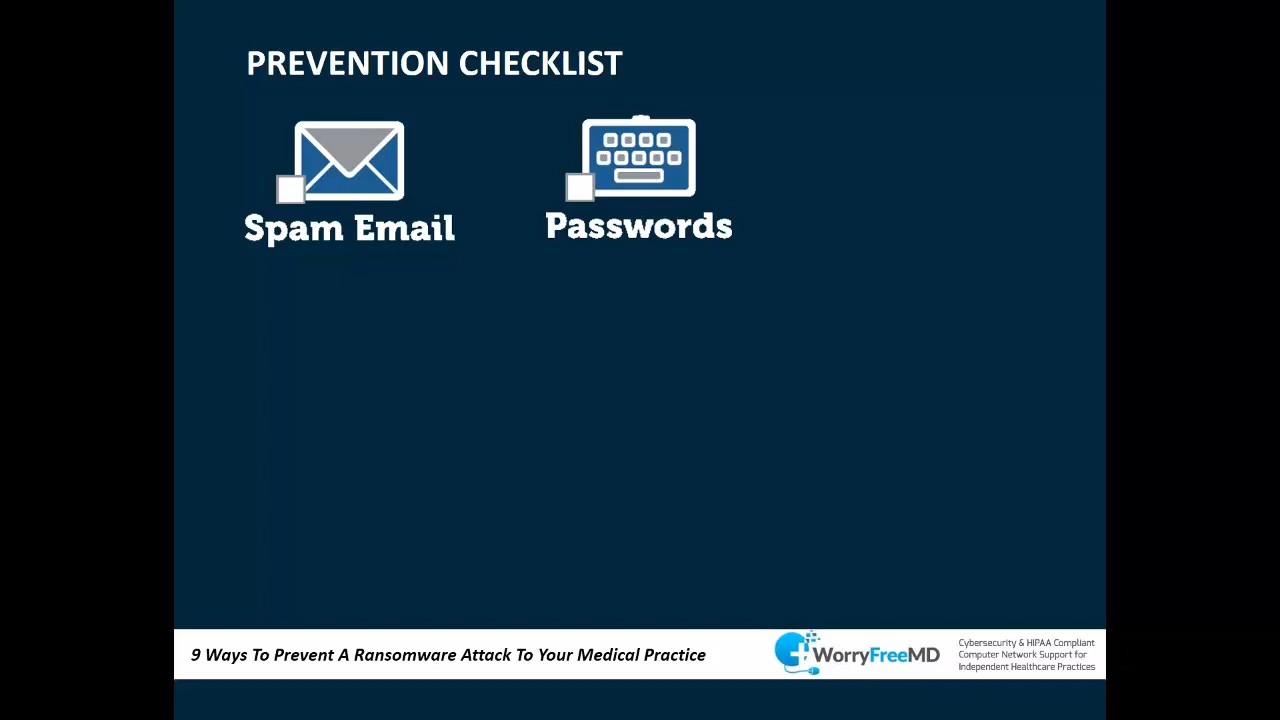 PREVENTION CHECKLIST
Spam Email
Passwords
9 Ways To Prevent A Ransomware Attack To Your Medical Practice
WorryFreeMD
Cybersecurity & HIPAA Compliant
Computer Network Support for
Independent Healthcare Practices